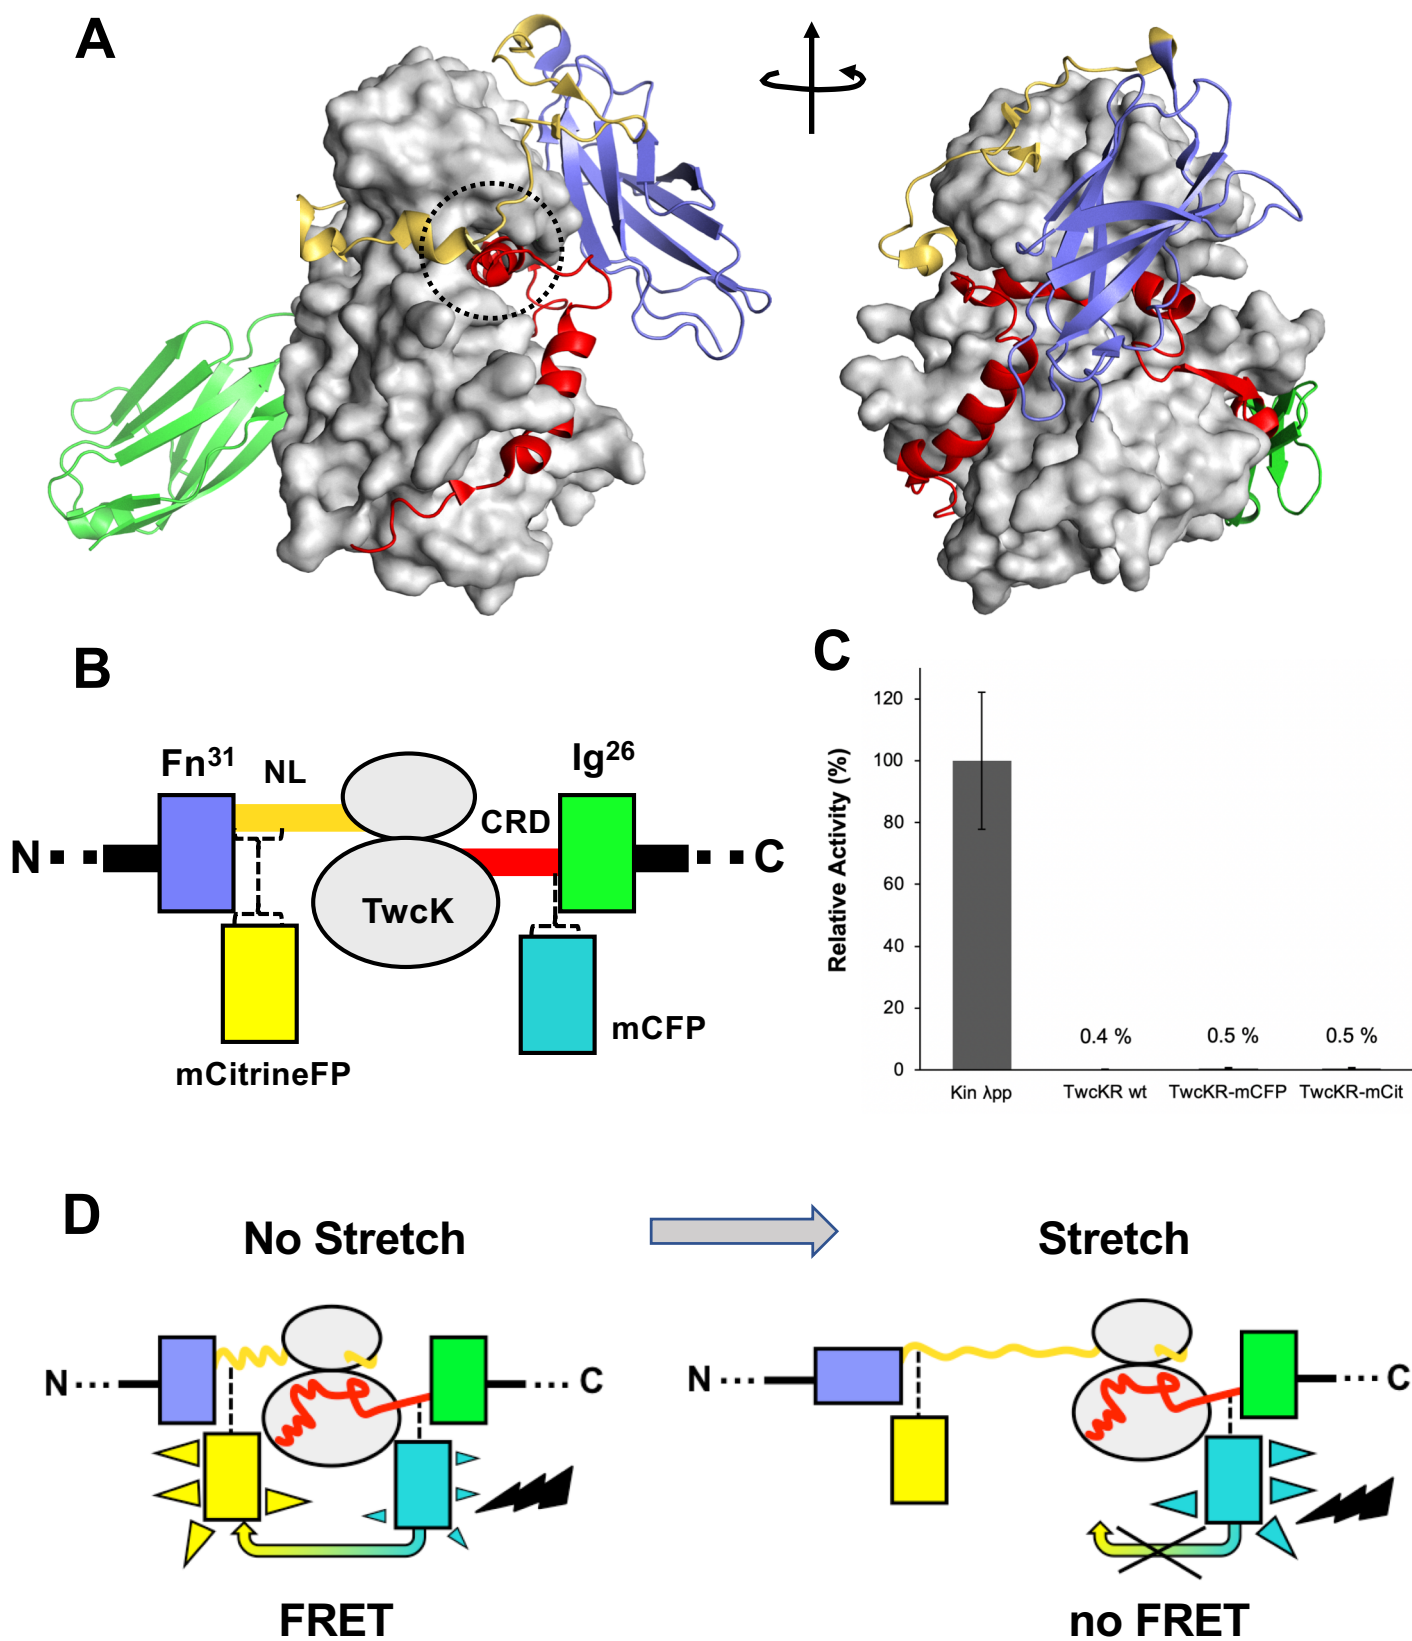 A
B
Fn31
NL
Ig26
CRD
N
C
TwcK
mCFP
mCitrineFP
C
Relative Activity (%)
120
100
80
60
40
20
0
0.4 %
0.5 %
0.5 %
Kin λpp
TwcKR wt
TwcKR-mCFP
TwcKR-mCit
D
No Stretch
Stretch
N
C
N
C
FRET
no FRET